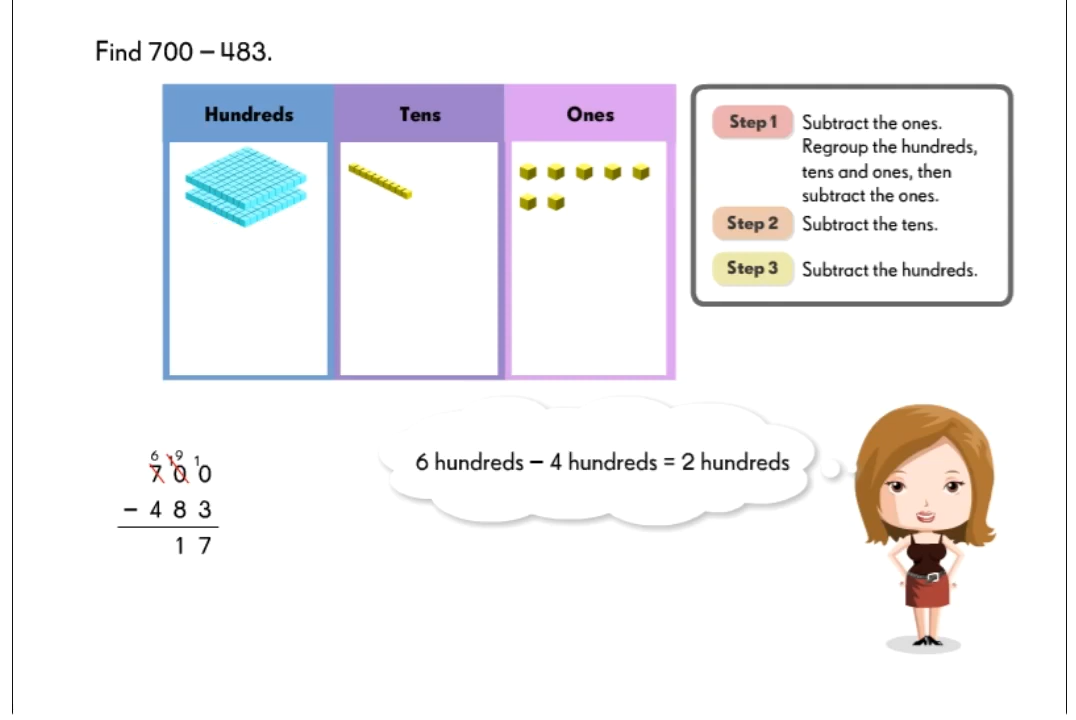 Find 700 – 483.
Hundreds Tens Ones
Step 1 Subtract the ones.
Regroup the hundreds,
tens and ones, then
subtract the ones.
Step 2 Subtract the tens.
Step 3 Subtract the hundreds.
6 19 1
7 0 0
– 4 8 3
1 7
6 hundreds – 4 hundreds = 2 hundreds